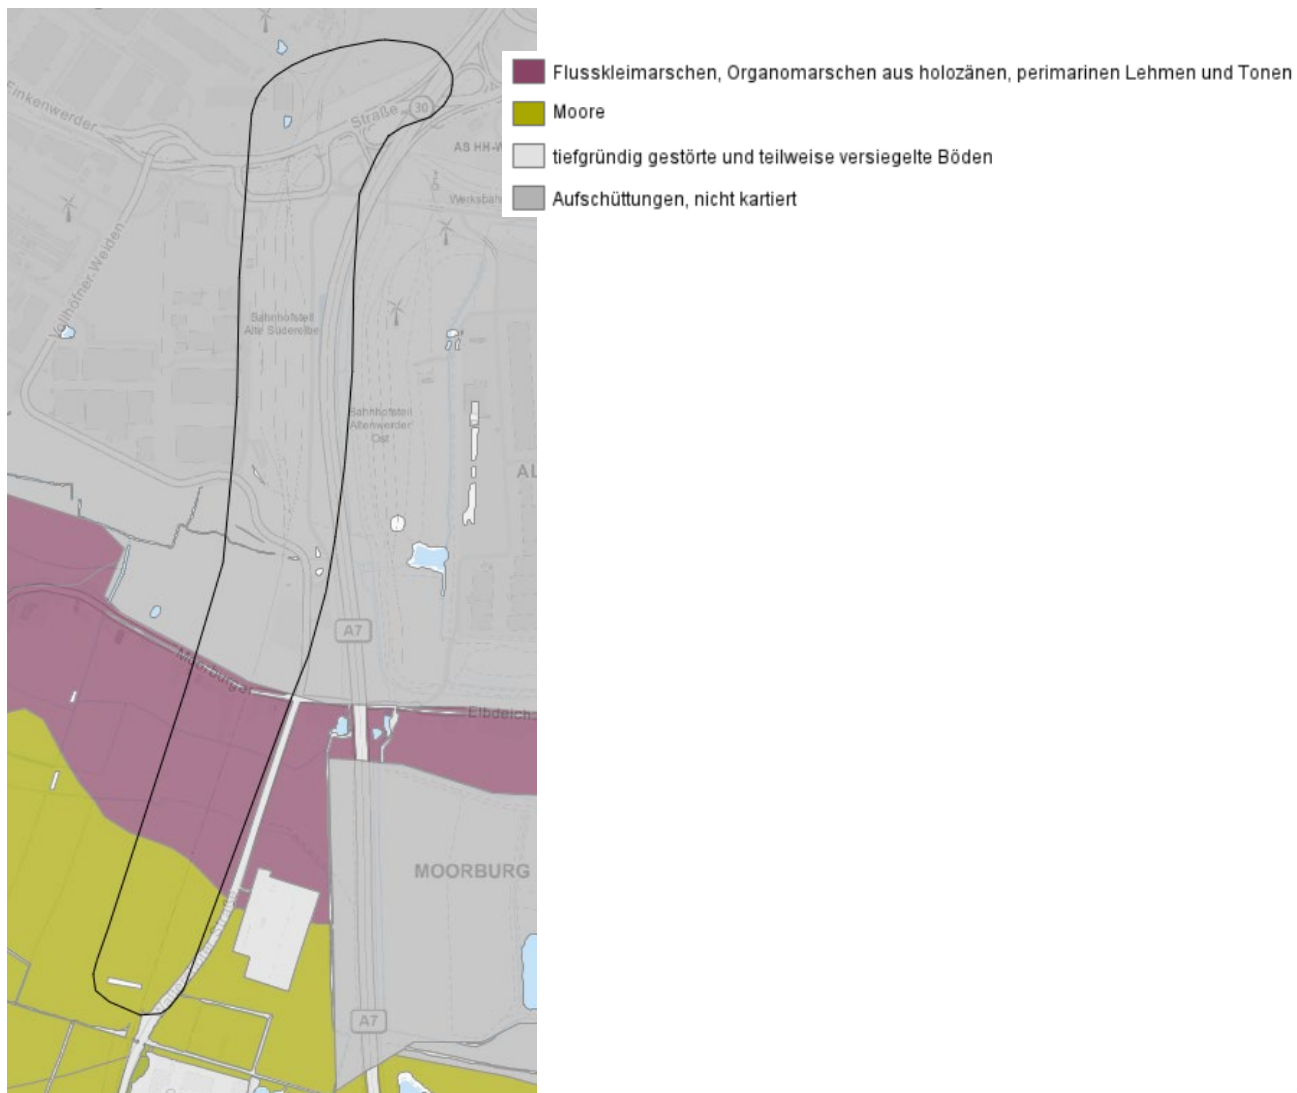 Flusskleimarschen, Organomarschen aus holozänen, perimarinen Lehmen und Tonen
Moore
tiefgründig gestörte und teilweise versiegelte Böden
Aufschüttungen, nicht kartiert
Finkenwerder
Straße
30
AS HH-W
Werksbah
Vollhöfner Weiden
Bahnhofsteil
Alte Süderelbe
Bahnhofsteil
Altenwerder
Ost
AL
A7
Moorburger
Elbdeich
MOORBURG
Straße
A7